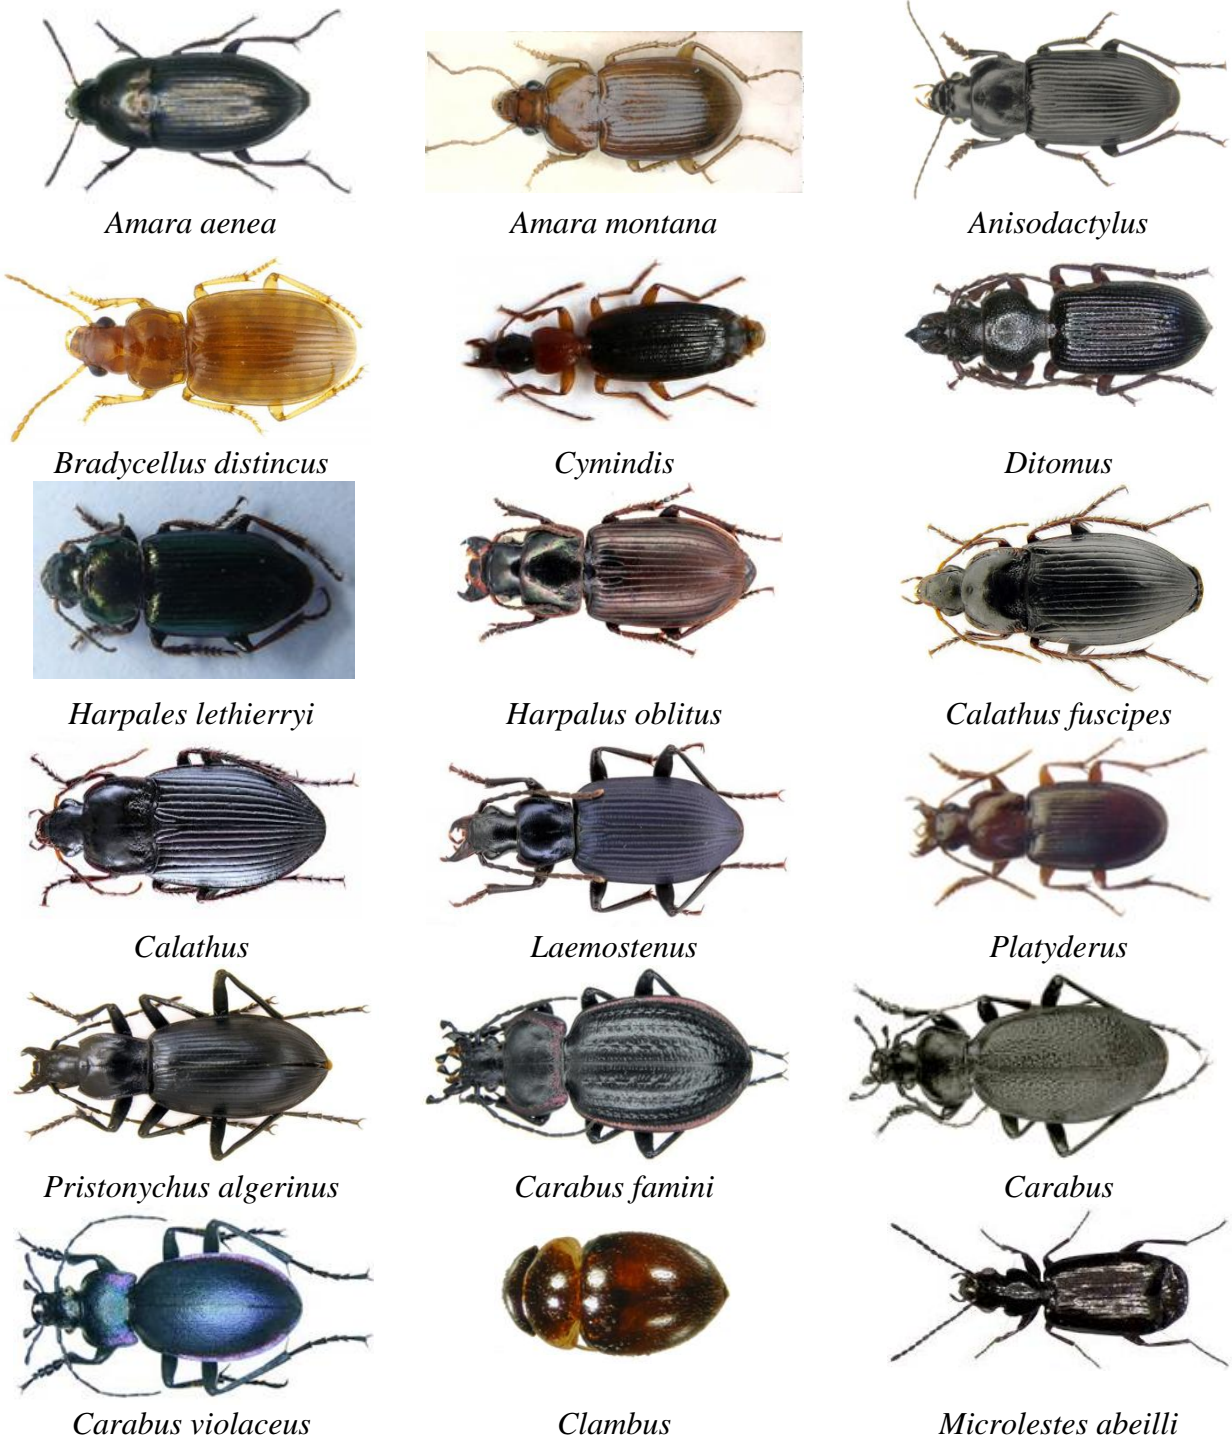 Amara aenea
Amara montana
Anisodactylus
Bradycellus distincus
Cymindis
Ditomus
Harpales lethierryi
Harpalus oblitus
Calathus fuscipes
Calathus
Laemostenus
Platyderus
Pristonychus algerinus
Carabus famini
Carabus
Carabus violaceus
Clambus
Microlestes abeilli